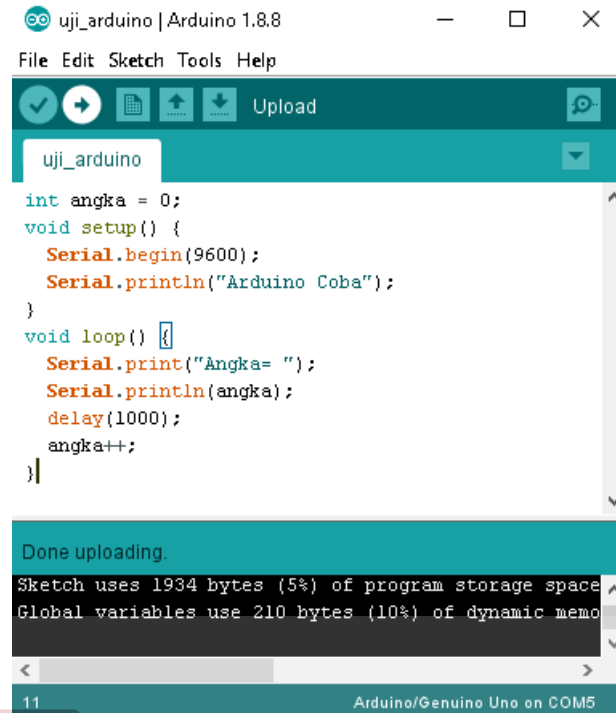 uji_arduino | Arduino 1.8.8
File Edit Sketch Tools Help
Upload
uji_arduino
int angka = 0;
void setup() {
  Serial.begin(9600);
  Serial.println("Arduino Coba");
}
void loop() {
  Serial.print("Angka= ");
  Serial.println(angka);
  delay(1000);
  angka++;
}
Done uploading.
Sketch uses 1934 bytes (5%) of program storage space
Global variables use 210 bytes (10%) of dynamic memo
11 Arduino/Genuino Uno on COM5